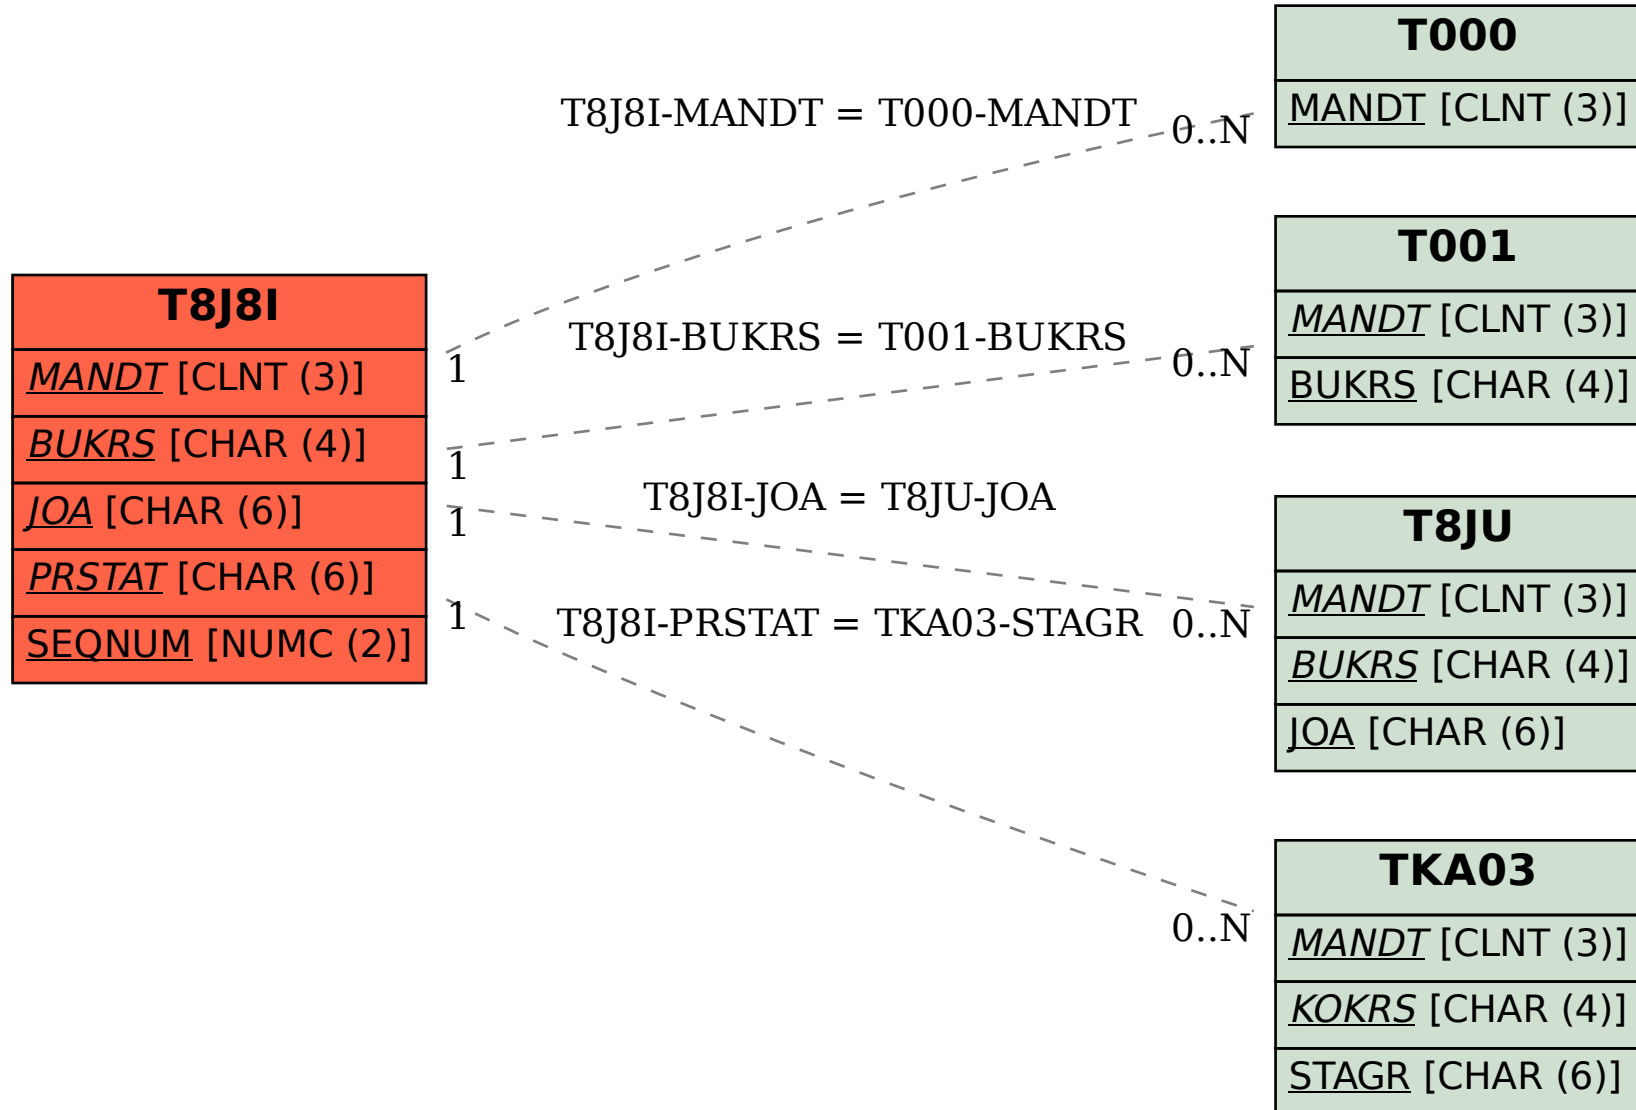 T8J8I
MANDT [CLNT (3)]
BUKRS [CHAR (4)]
JOA [CHAR (6)]
PRSTAT [CHAR (6)]
SEQNUM [NUMC (2)]
T8J8I-MANDT = T000-MANDT
1
0..N
T8J8I-BUKRS = T001-BUKRS
1
0..N
T8J8I-JOA = T8JU-JOA
1
0..N
T8J8I-PRSTAT = TKA03-STAGR
1
0..N
T000
MANDT [CLNT (3)]
T001
MANDT [CLNT (3)]
BUKRS [CHAR (4)]
T8JU
MANDT [CLNT (3)]
BUKRS [CHAR (4)]
JOA [CHAR (6)]
TKA03
MANDT [CLNT (3)]
KOKRS [CHAR (4)]
STAGR [CHAR (6)]